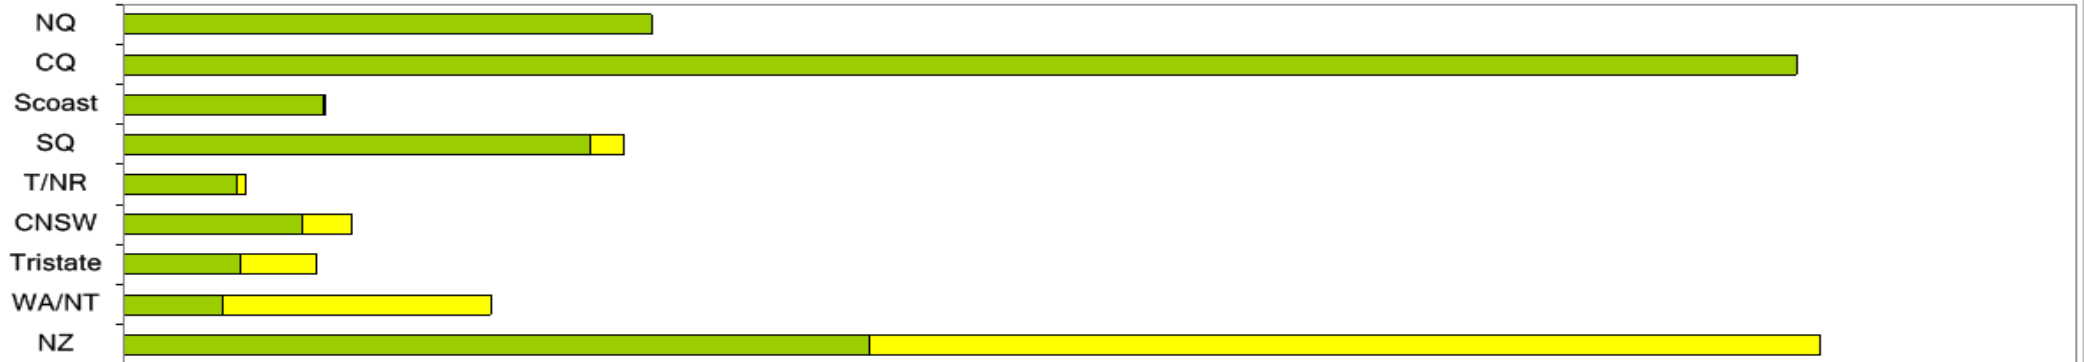 NQ
CQ
Scoast
SQ
T/NR
CNSW
Tristate
WA/NT
NZ